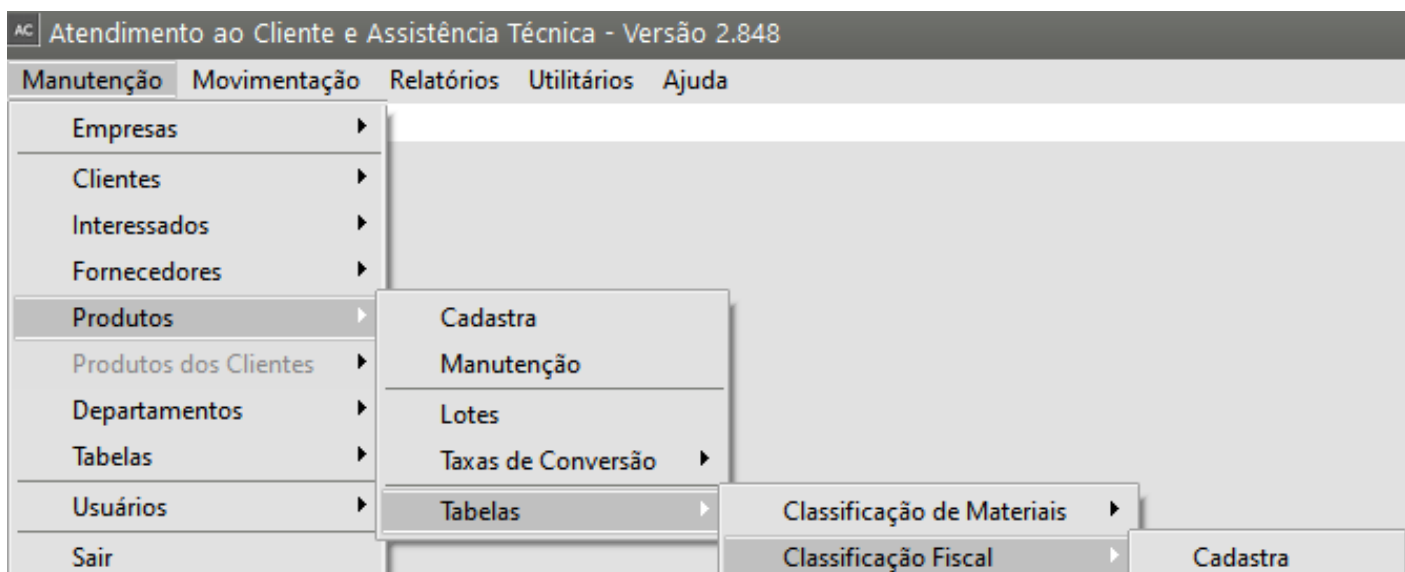 AC Atendimento ao Cliente e Assistência Técnica - Versão 2.848
Manutenção Movimentação Relatórios Utilitários Ajuda
Empresas
Clientes
Interessados
Fornecedores
Produtos
Produtos dos Clientes
Departamentos
Tabelas
Usuários
Sair
Cadastra
Manutenção
Lotes
Taxas de Conversão
Tabelas
Classificação de Materiais
Classificação Fiscal
Cadastra